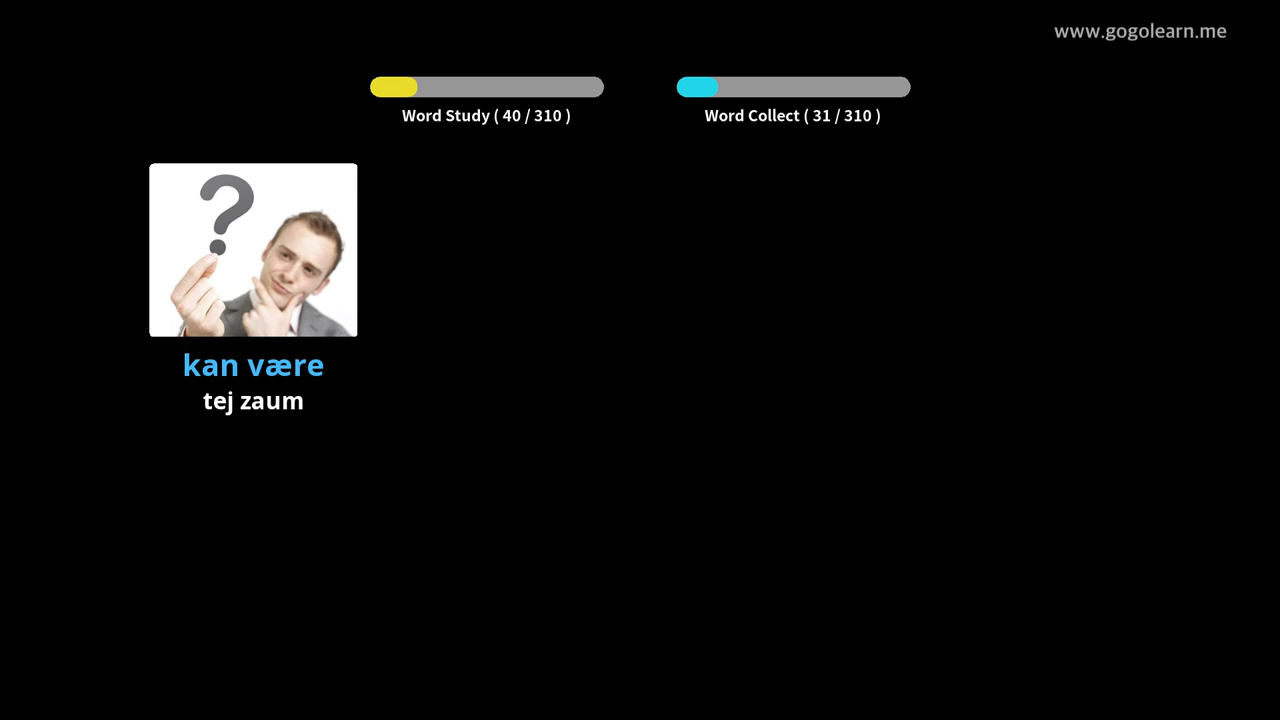 www.gogolearn.me
Word Study ( 40 / 310 )
Word Collect ( 31 / 310 )
?
kan være
tej zaum